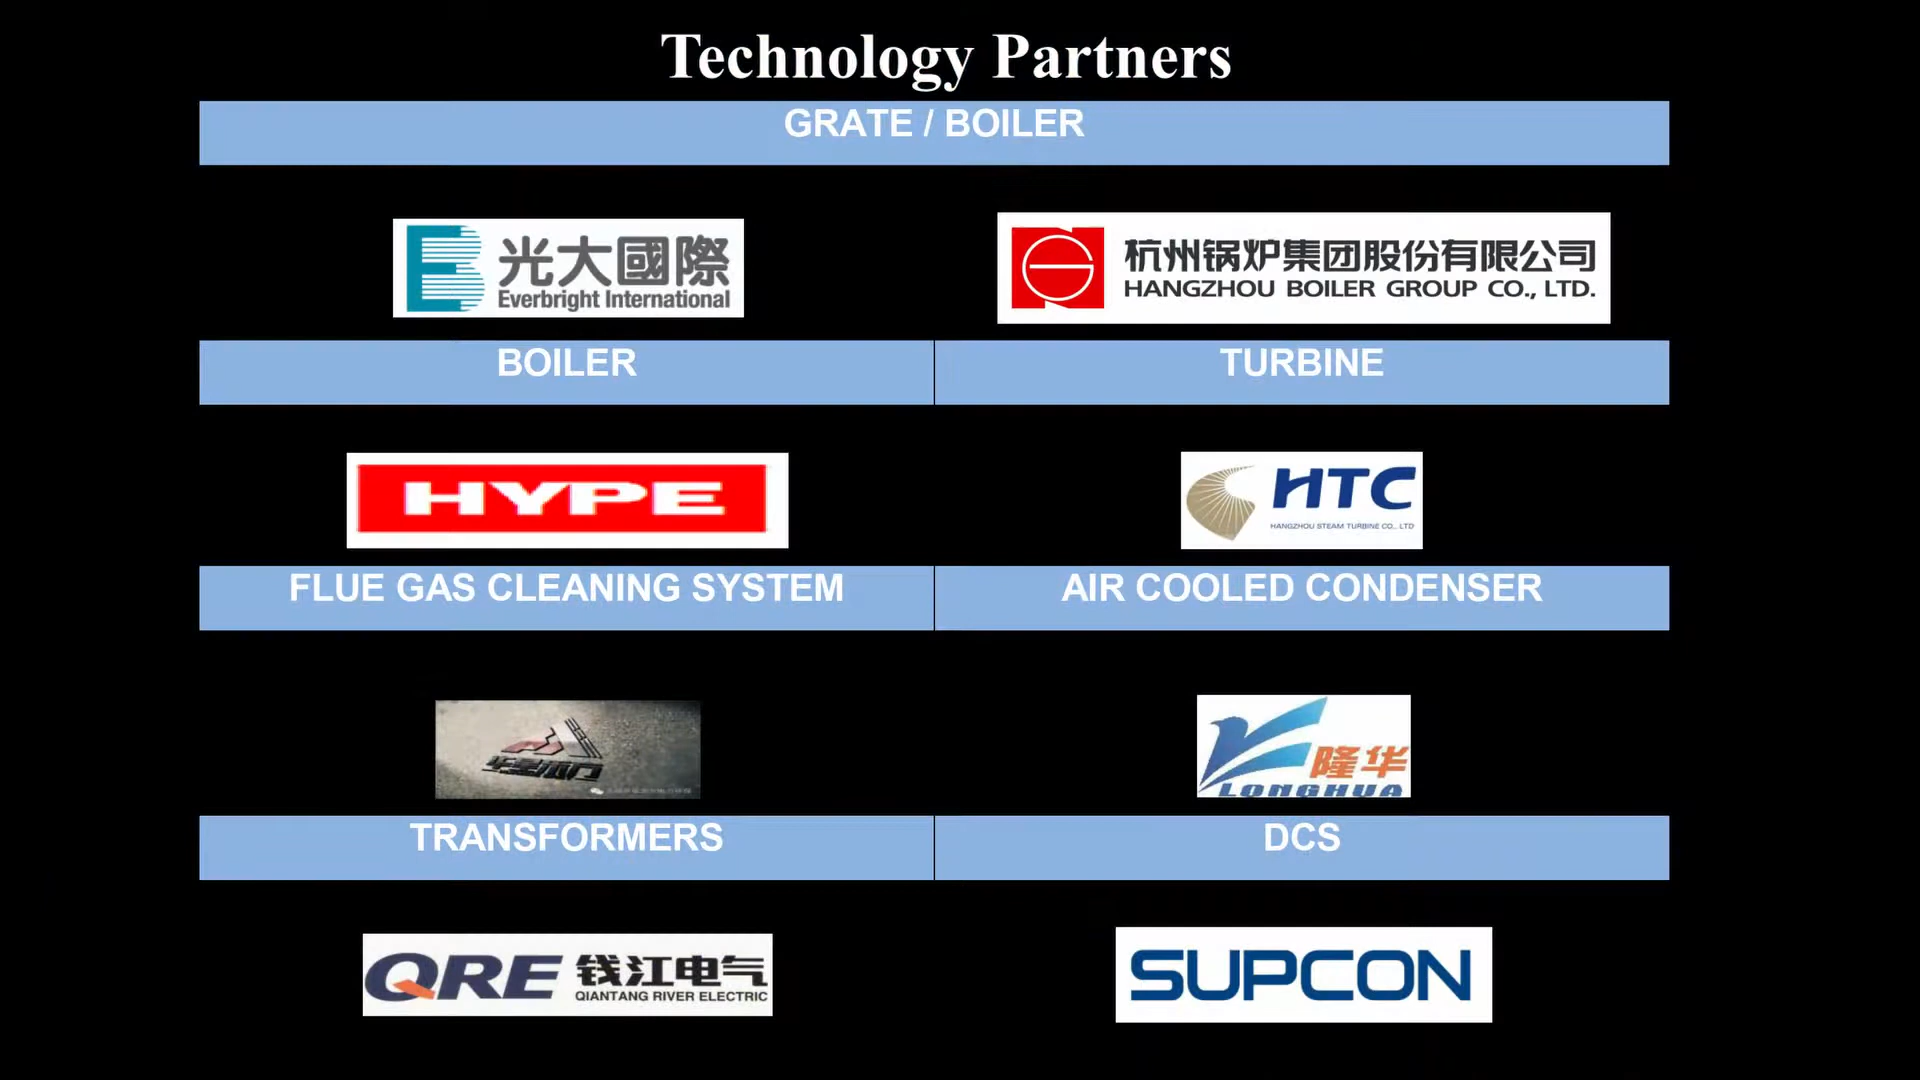 Technology Partners
GRATE / BOILER
光大國際
Everbright International
杭州锅炉集团股份有限公司
HANGZHOU BOILER GROUP CO., LTD.
BOILER
TURBINE
HYPE
HTC
HANGZHOU STEAM TURBINE CO., LTD
FLUE GAS CLEANING SYSTEM
AIR COOLED CONDENSER
隆华
LONGHUA
TRANSFORMERS
DCS
QRE
钱江电气
QIANTANG RIVER ELECTRIC
SUPCON